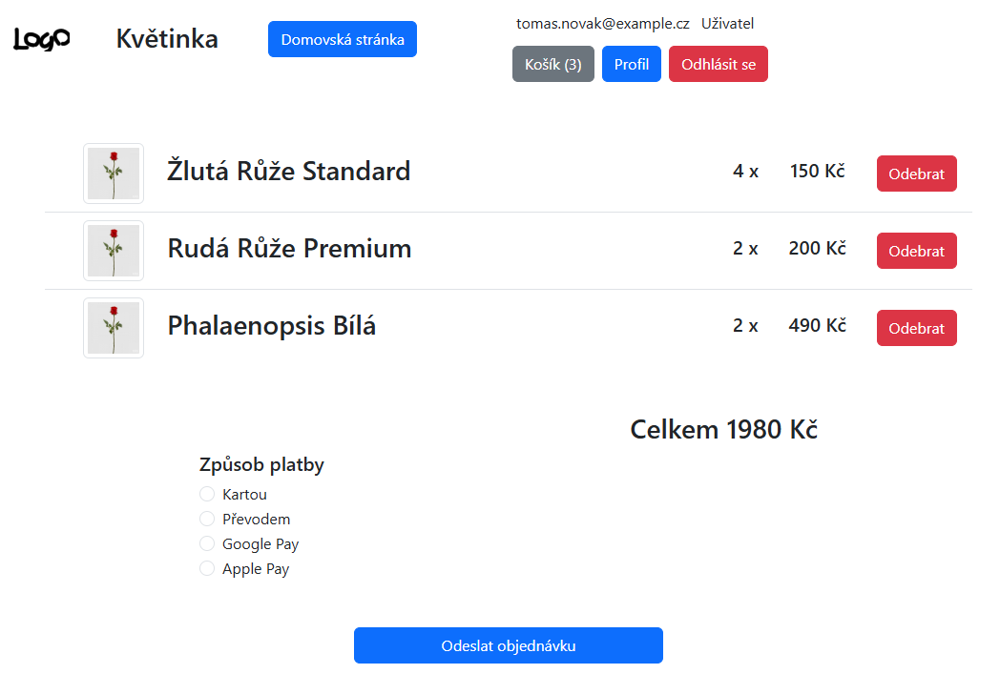 Logo
Květinka
Domovská stránka
tomas.novak@example.cz Uživatel
Košík (3) Profil Odhlásit se
Žlutá Růže Standard 4 x 150 Kč Odebrat
Rudá Růže Premium 2 x 200 Kč Odebrat
Phalaenopsis Bílá 2 x 490 Kč Odebrat
Celkem 1980 Kč
Způsob platby
Kartou
Převodem
Google Pay
Apple Pay
Odeslat objednávku